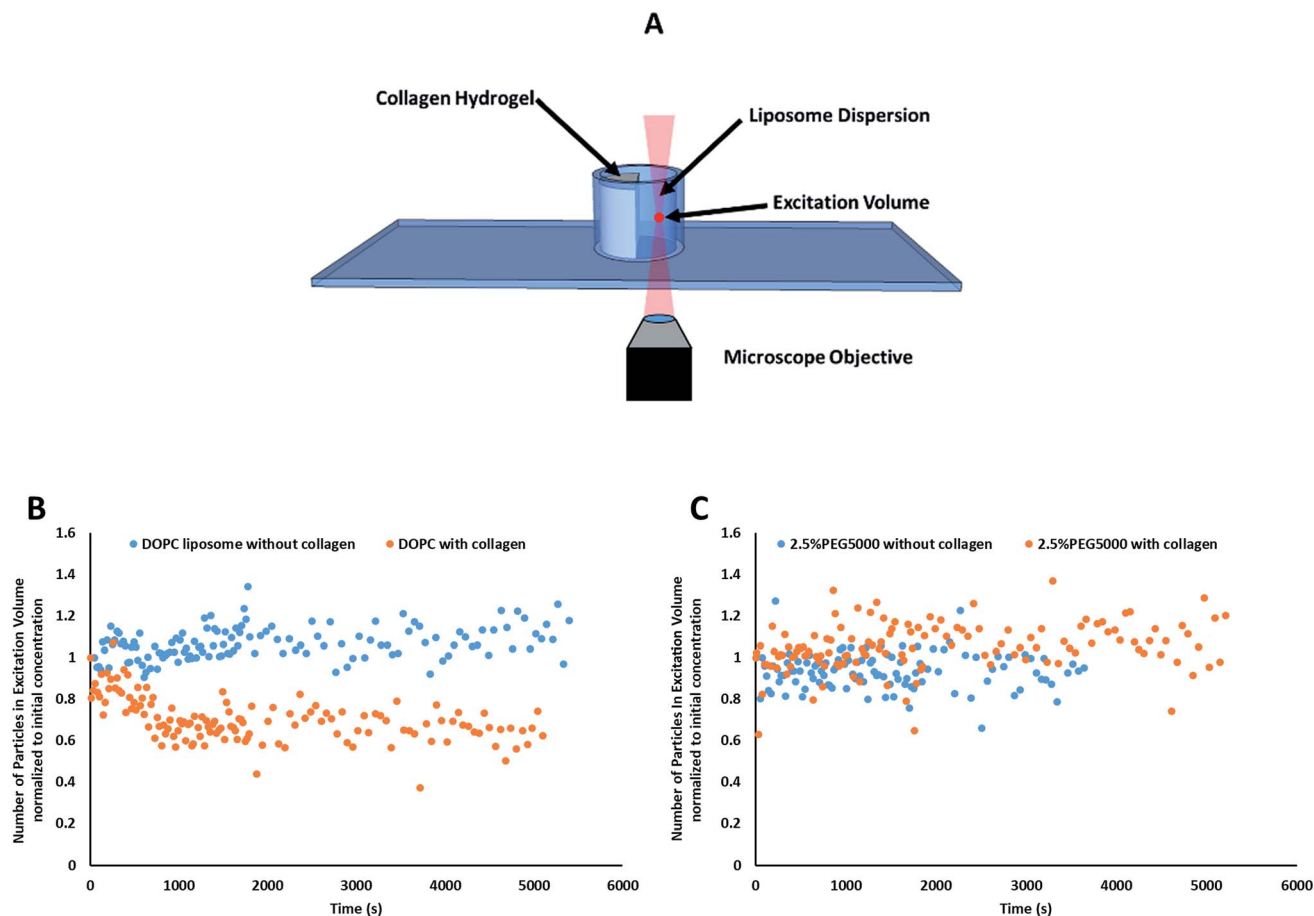 A
Collagen Hydrogel
Liposome Dispersion
Excitation Volume
Microscope Objective
B
Number of Particles in Excitation Volume
normalized to initial concentration
1.6
1.4
1.2
1
0.8
0.6
0.4
0.2
0
DOPC liposome without collagen
DOPC with collagen
0 1000 2000 3000 4000 5000 6000
Time (s)
C
Number of Particles In Excitation Volume
normalized to initial concentration
1.6
1.4
1.2
1
0.8
0.6
0.4
0.2
0
2.5%PEG5000 without collagen
2.5%PEG5000 with collagen
0 1000 2000 3000 4000 5000 6000
Time (s)